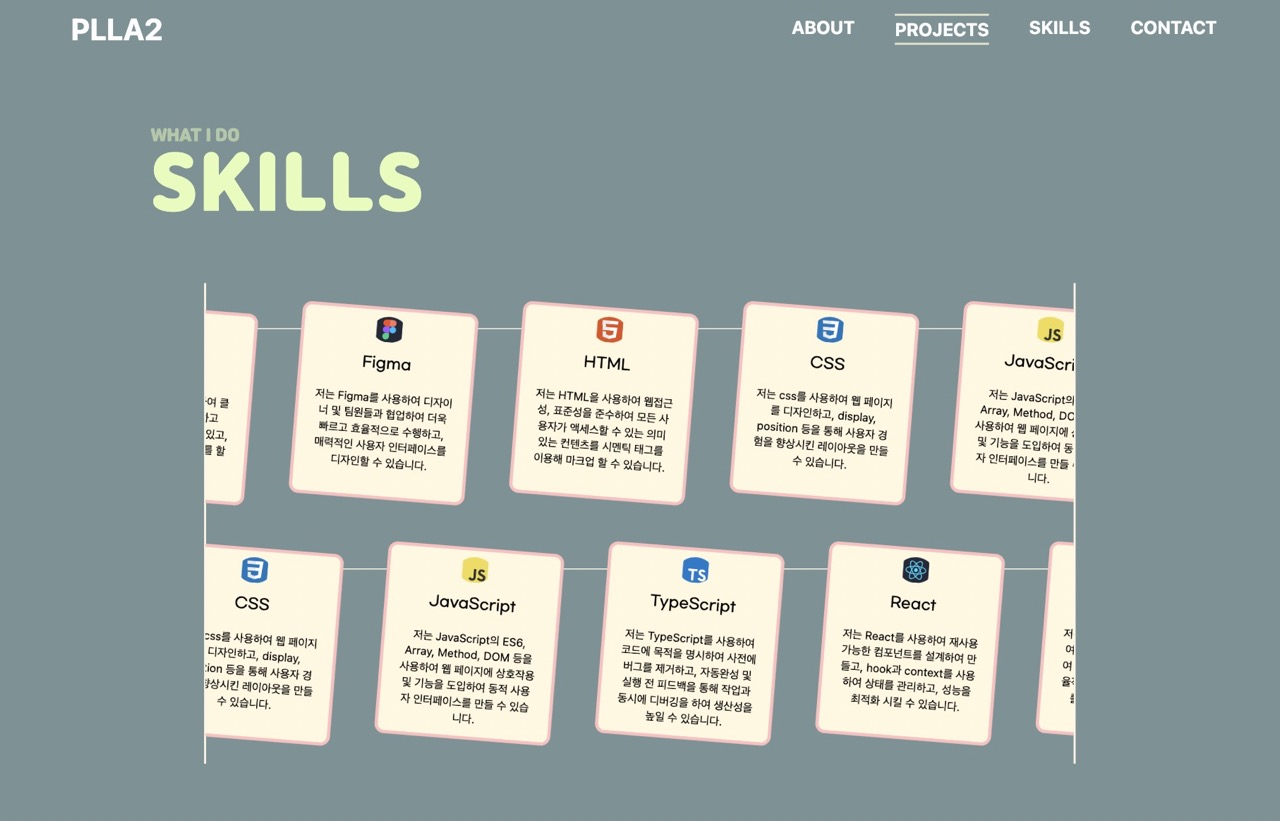 PLLA2
ABOUT
PROJECTS
SKILLS
CONTACT
WHAT I DO
SKILLS
여 클
하고
있고,
를 할
Figma
저는 Figma를 사용하여 디자이
너 및 팀원들과 협업하여 더욱
빠르고 효율적으로 수행하고,
매력적인 사용자 인터페이스를
디자인할 수 있습니다.
HTML
저는 HTML을 사용하여 웹접근
성, 표준성을 준수하여 모든 사
용자가 액세스할 수 있는 의미
있는 컨텐츠를 시멘틱 태그를
이용해 마크업 할 수 있습니다.
CSS
저는 css를 사용하여 웹 페이지
를 디자인하고, display,
position 등을 통해 사용자 경
험을 향상시킨 레이아웃을 만들
수 있습니다.
JS
JavaScri
저는 JavaScript의
Array, Method, DO
사용하여 웹 페이지에
및 기능을 도입하여 동
자 인터페이스를 만들
니다.
CSS
css를 사용하여 웹 페이지
디자인하고, display,
tion 등을 통해 사용자 경
향상시킨 레이아웃을 만들
수 있습니다.
JS
JavaScript
저는 JavaScript의 ES6,
Array, Method, DOM 등을
사용하여 웹 페이지에 상호작용
및 기능을 도입하여 동적 사용
자 인터페이스를 만들 수 있습
니다.
TS
TypeScript
저는 TypeScript를 사용하여
코드에 목적을 명시하여 사전에
버그를 제거하고, 자동완성 및
실행 전 피드백을 통해 작업과
동시에 디버깅을 하여 생산성을
높일 수 있습니다.
React
저는 React를 사용하여 재사용
가능한 컴포넌트를 설계하여 만
들고, hook과 context를 사용
하여 상태를 관리하고, 성능을
최적화 시킬 수 있습니다.
저
여
여
율
를